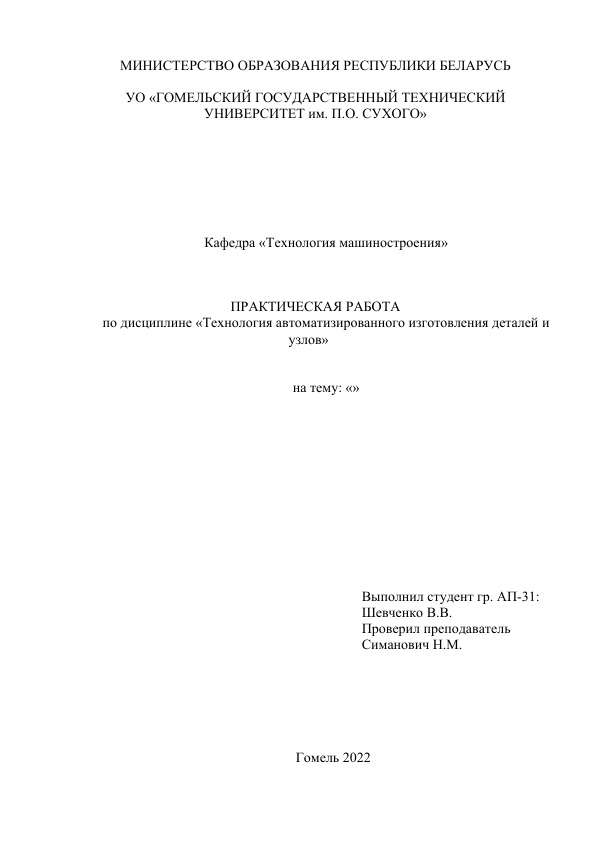 МИНИСТЕРСТВО ОБРАЗОВАНИЯ РЕСПУБЛИКИ БЕЛАРУСЬ
УО «ГОМЕЛЬСКИЙ ГОСУДАРСТВЕННЫЙ ТЕХНИЧЕСКИЙ
УНИВЕРСИТЕТ им. П.О. СУХОГО»
Кафедра «Технология машиностроения»
ПРАКТИЧЕСКАЯ РАБОТА
по дисциплине «Технология автоматизированного изготовления деталей и
узлов»
на тему: «»
Выполнил студент гр. АП-31:
Шевченко В.В.
Проверил преподаватель
Симанович Н.М.
Гомель 2022